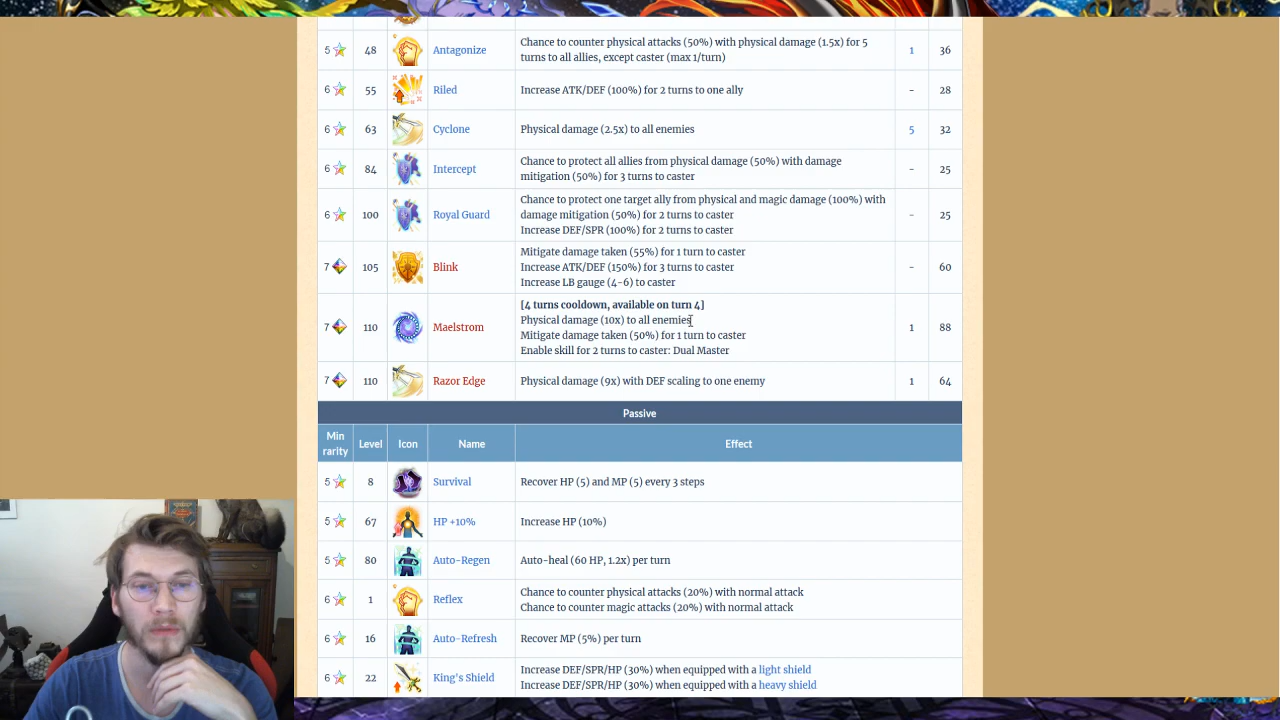 5 48 Antagonize Chance to counter physical attacks (50%) with physical damage (1.5x) for 5 turns to all allies, except caster (max 1/turn) 1 36
6 55 Riled Increase ATK/DEF (100%) for 2 turns to one ally - 28
6 63 Cyclone Physical damage (2.5x) to all enemies 5 32
6 84 Intercept Chance to protect all allies from physical damage (50%) with damage
mitigation (50%) for 3 turns to caster - 25
6 100 Royal Guard Chance to protect one target ally from physical and magic damage (100%) with
damage mitigation (50%) for 2 turns to caster
Increase DEF/SPR (100%) for 2 turns to caster - 25
7 105 Blink Mitigate damage taken (55%) for 1 turn to caster
Increase ATK/DEF (150%) for 3 turns to caster
Increase LB gauge (4-6) to caster - 60
7 110 Maelstrom [4 turns cooldown, available on turn 4]
Physical damage (10x) to all enemies
Mitigate damage taken (50%) for 1 turn to caster
Enable skill for 2 turns to caster: Dual Master 1 88
7 110 Razor Edge Physical damage (9x) with DEF scaling to one enemy 1 64
Passive
Min rarity Level Icon Name Effect
5 8 Survival Recover HP (5) and MP (5) every 3 steps
5 67 HP +10% Increase HP (10%)
5 80 Auto-Regen Auto-heal (60 HP, 1.2x) per turn
6 1 Reflex Chance to counter physical attacks (20%) with normal attack
Chance to counter magic attacks (20%) with normal attack
6 16 Auto-Refresh Recover MP (5%) per turn
6 22 King's Shield Increase DEF/SPR/HP (30%) when equipped with a light shield
Increase DEF/SPR/HP (30%) when equipped with a heavy shield